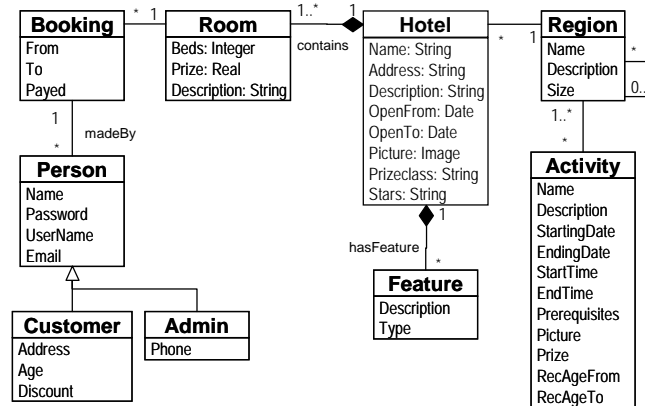 Booking
From
To
Payed
* 1
Room
Beds: Integer
Prize: Real
Description: String
1..* 1
contains
Hotel
Name: String
Address: String
Description: String
OpenFrom: Date
OpenTo: Date
Picture: Image
Prizeclass: String
Stars: String
* 1
Region
Name
Description
Size
*
0..
1
madeBy
*
Person
Name
Password
UserName
Email
Customer
Address
Age
Discount
Admin
Phone
1
hasFeature
*
Feature
Description
Type
1..*
*
Activity
Name
Description
StartingDate
EndingDate
StartTime
EndTime
Prerequisites
Picture
Prize
RecAgeFrom
RecAgeTo